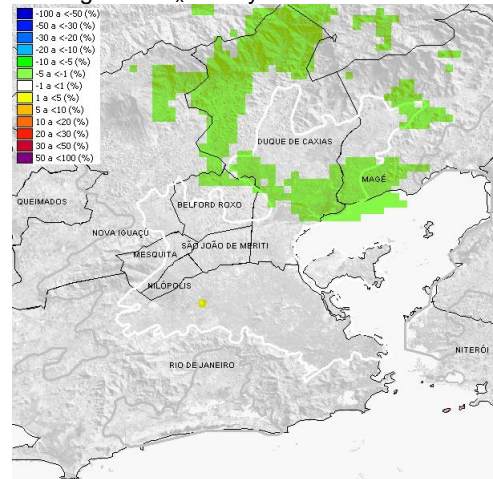 -100 a <-50 (%)
-50 a <-30 (%)
-30 a <-20 (%)
-20 a <-10 (%)
-10 a <-5 (%)
-5 a <-1 (%)
-1 a <1 (%)
1 a <5 (%)
5 a <10 (%)
10 a <20 (%)
20 a <30 (%)
30 a <50 (%)
50 a <100 (%)
DUQUE DE CAXIAS
MAGÉ
QUEIMADOS
BELFORD ROXO
NOVA IGUAÇU
SÃO JOÃO DE MERITI
MESQUITA
NILÓPOLIS
NITERÓI
RIO DE JANEIRO